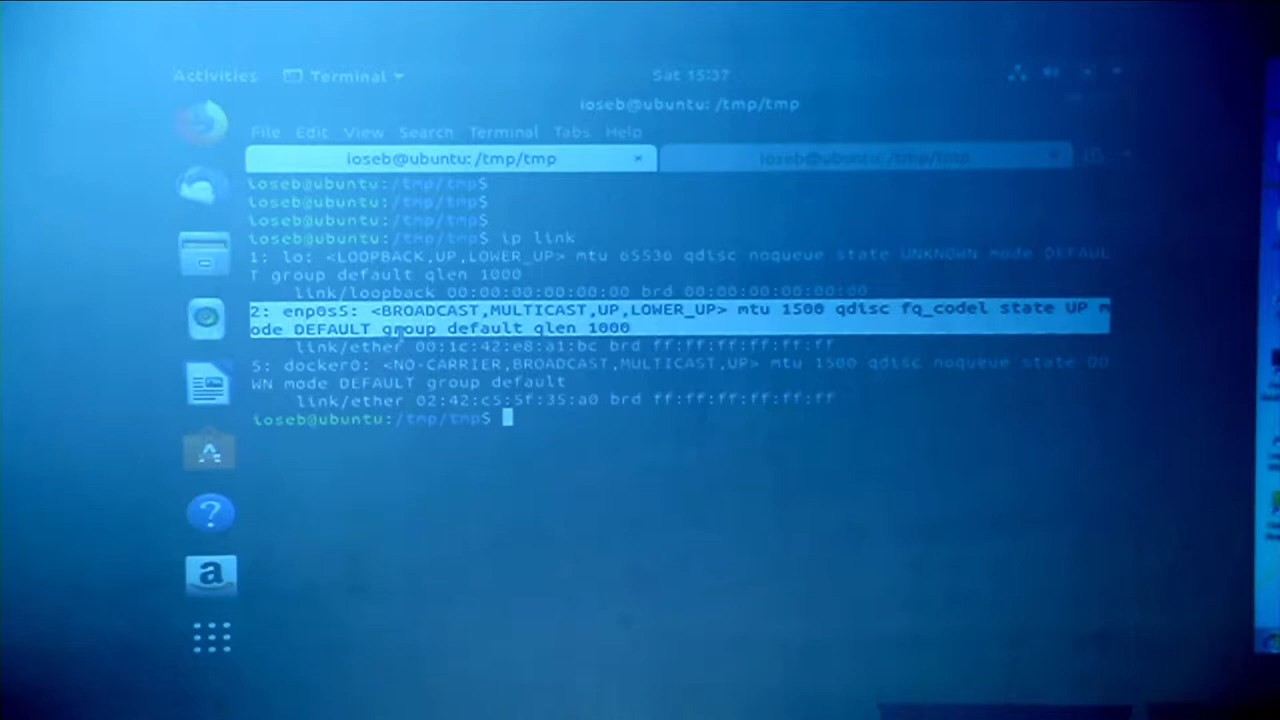 Activities Terminal Sat 15:37
ioseb@ubuntu: /tmp/tmp
File Edit View Search Terminal Tabs Help
ioseb@ubuntu: /tmp/tmp × ioseb@ubuntu: /tmp/tmp ×
ioseb@ubuntu:/tmp/tmp$
ioseb@ubuntu:/tmp/tmp$
ioseb@ubuntu:/tmp/tmp$
ioseb@ubuntu:/tmp/tmp$ ip link
1: lo: <LOOPBACK,UP,LOWER_UP> mtu 65536 qdisc noqueue state UNKNOWN mode DEFAUL
T group default qlen 1000
link/loopback 00:00:00:00:00:00 brd 00:00:00:00:00:00
2: enp0s5: <BROADCAST,MULTICAST,UP,LOWER_UP> mtu 1500 qdisc fq_codel state UP m
ode DEFAULT group default qlen 1000
link/ether 00:1c:42:e8:a1:bc brd ff:ff:ff:ff:ff:ff
5: docker0: <NO-CARRIER,BROADCAST,MULTICAST,UP> mtu 1500 qdisc noqueue state DO
WN mode DEFAULT group default
link/ether 02:42:c5:5f:35:a0 brd ff:ff:ff:ff:ff:ff
ioseb@ubuntu:/tmp/tmp$
?
a